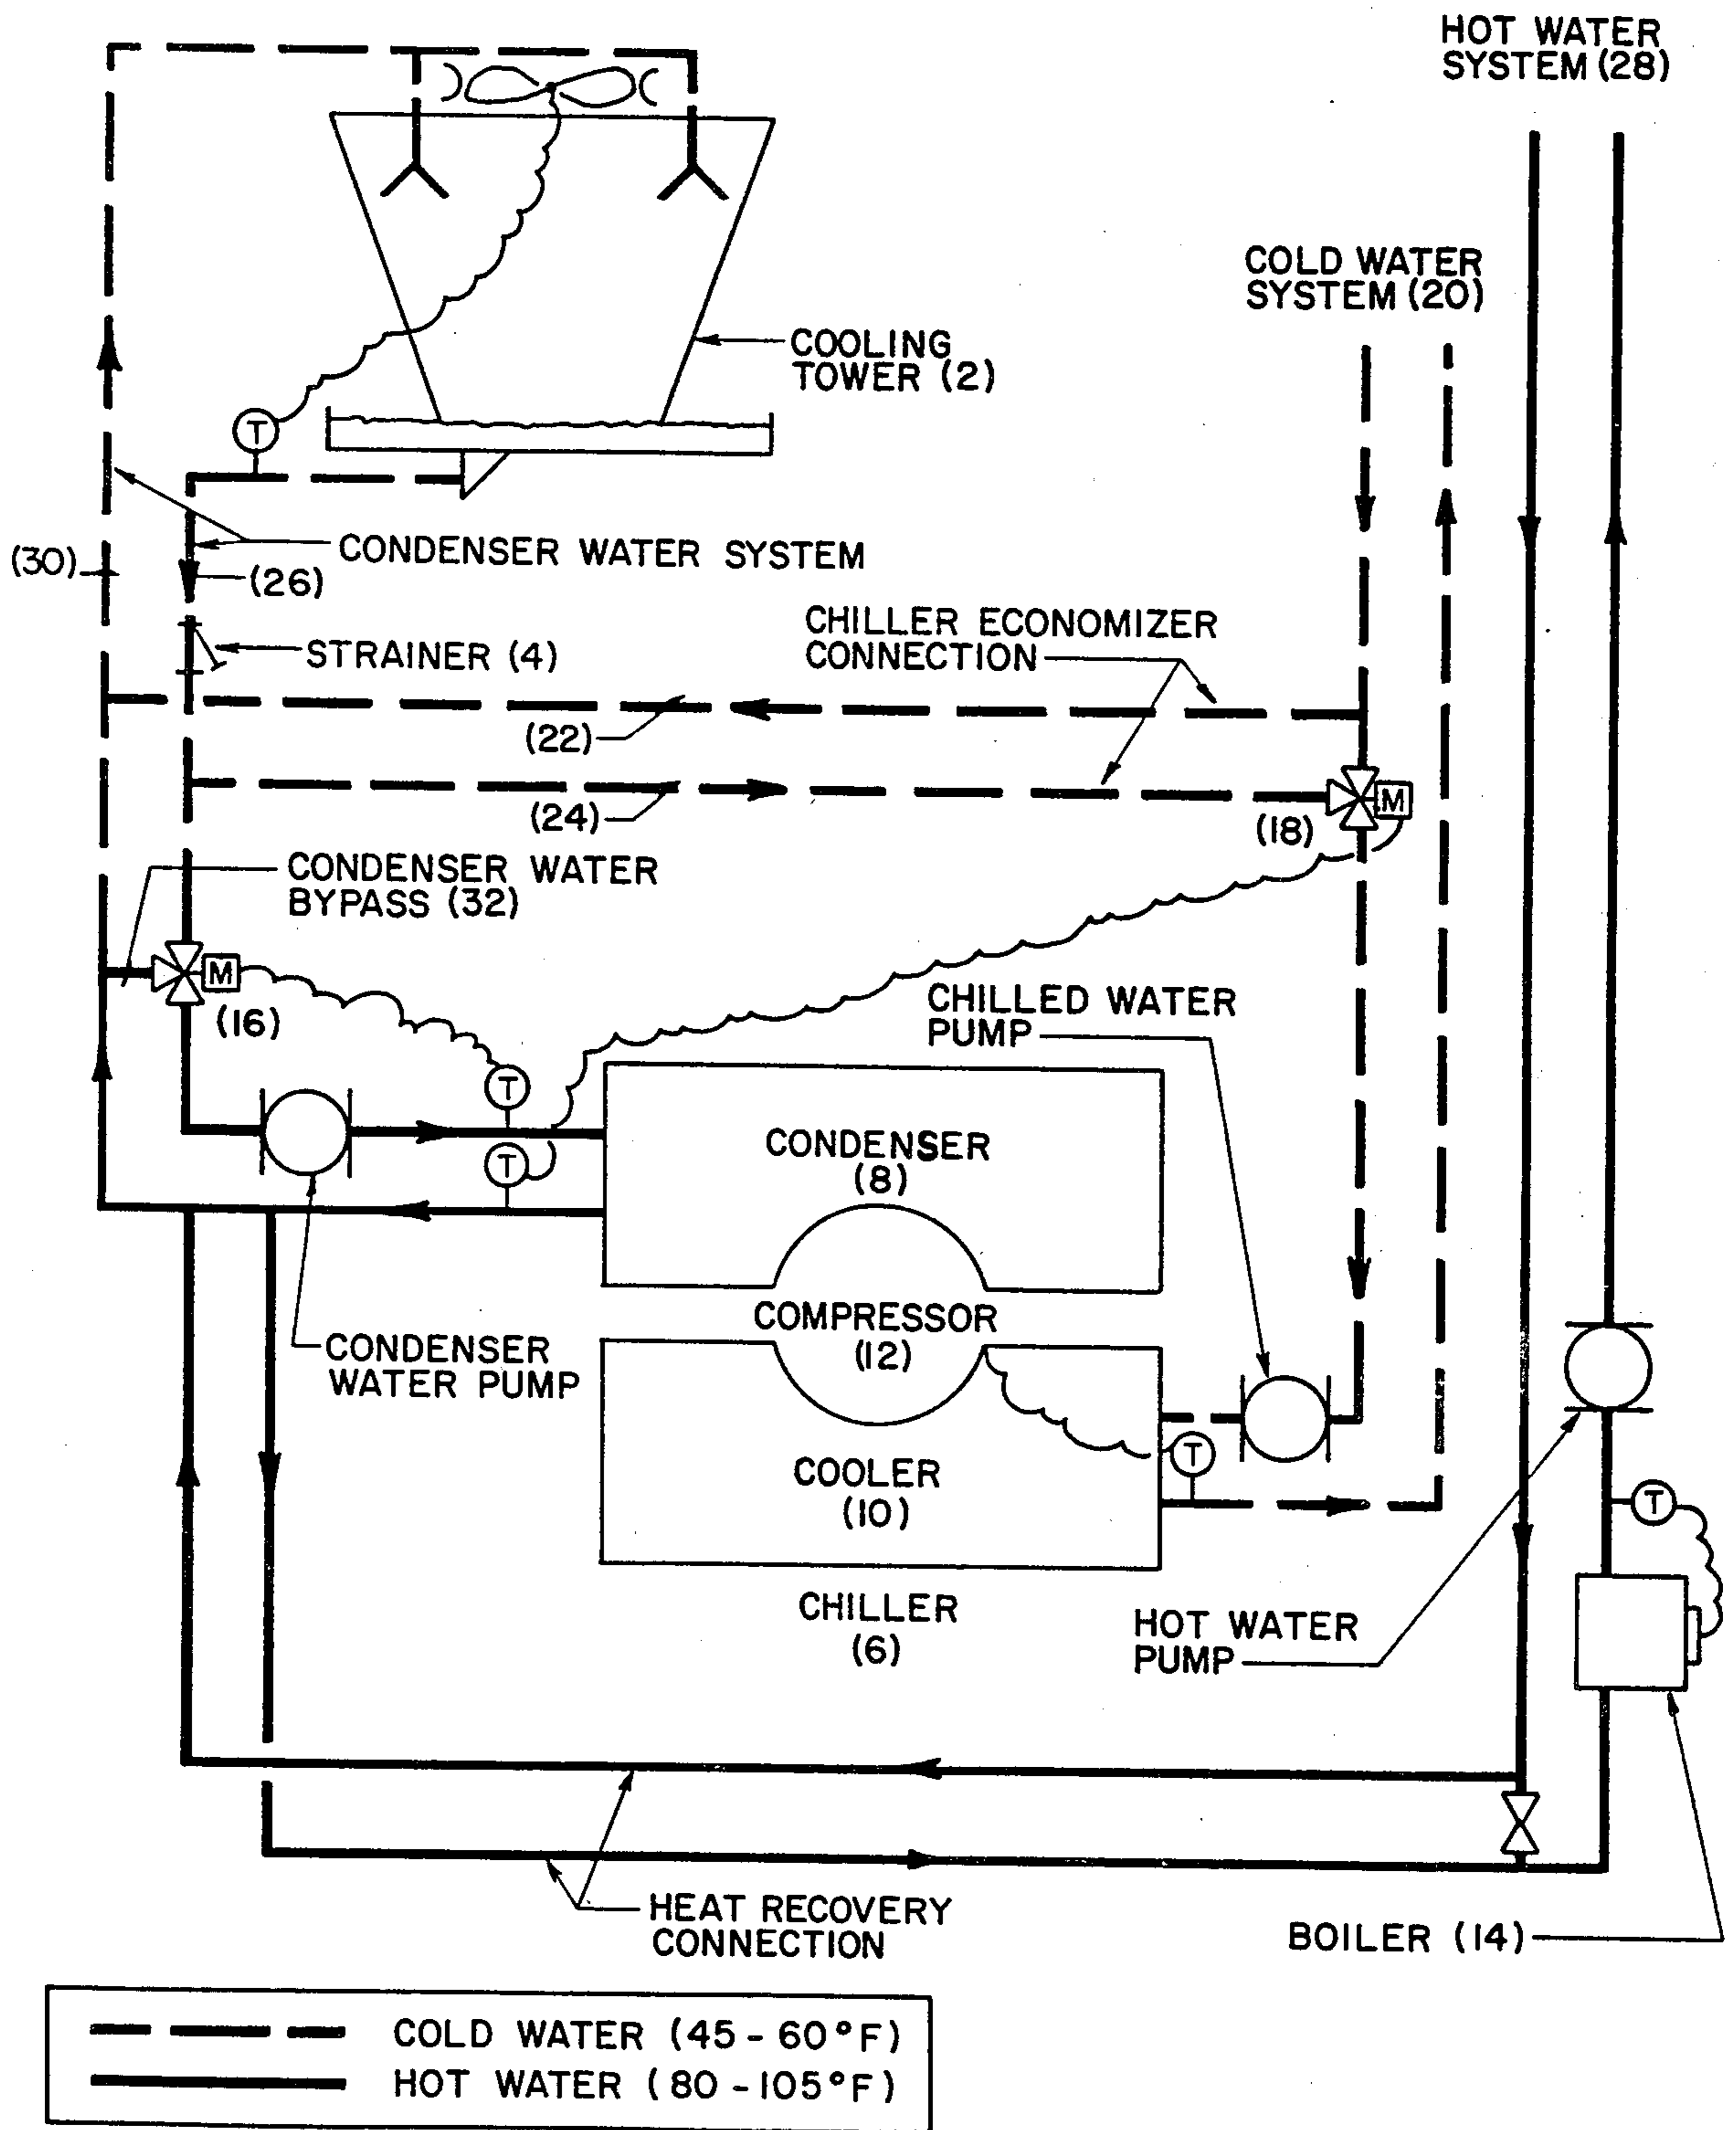 HOT WATER
SYSTEM (28)
COLD WATER
SYSTEM (20)
COOLING
TOWER (2)
T
(30)
CONDENSER WATER SYSTEM
(26)
STRAINER (4)
CHILLER ECONOMIZER
CONNECTION
(22)
(24)
M
(18)
CONDENSER WATER
BYPASS (32)
M
(16)
CHILLED WATER
PUMP
T
T
CONDENSER
(8)
COMPRESSOR
(12)
CONDENSER
WATER PUMP
T
COOLER
(10)
T
CHILLER
(6)
HOT WATER
PUMP
HEAT RECOVERY
CONNECTION
BOILER (14)
COLD WATER (45 - 60°F)
HOT WATER (80 - 105°F)